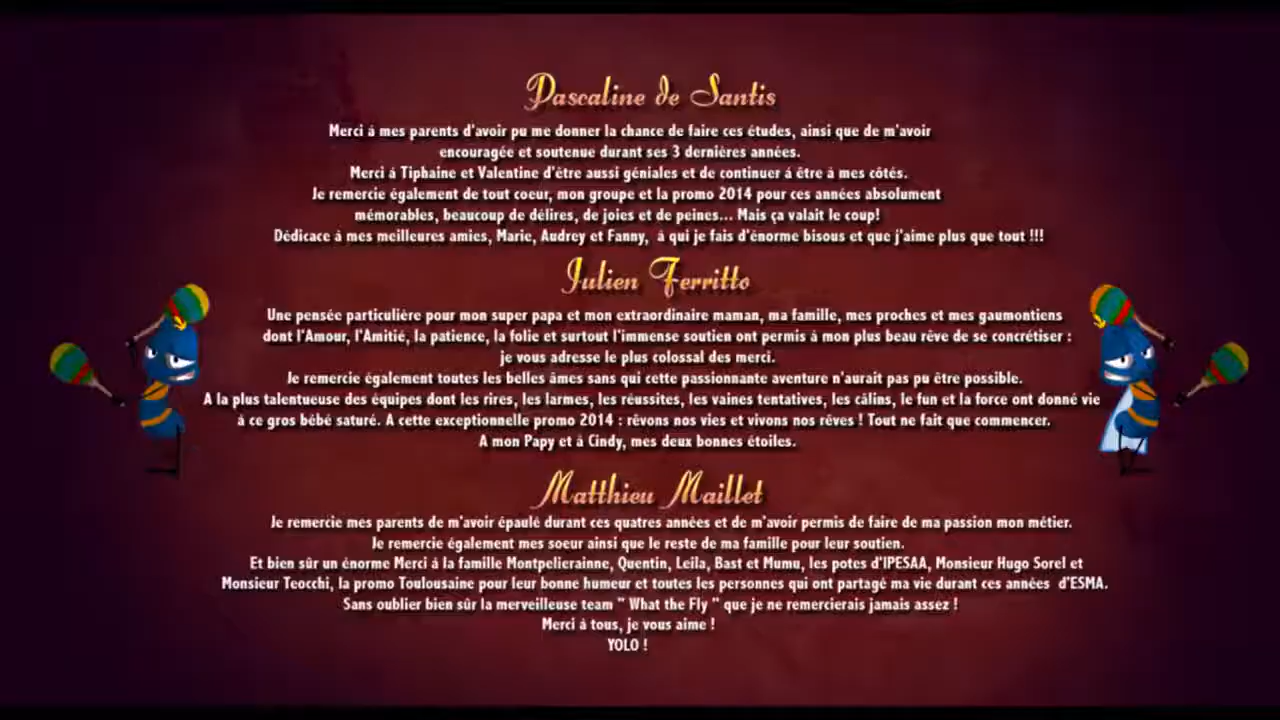 Pascaline de Santis
Merci à mes parents d'avoir pu me donner la chance de faire ces études, ainsi que de m'avoir
encouragée et soutenue durant ses 3 dernières années.
Merci à Tiphaine et Valentine d'être aussi géniales et de continuer à être à mes côtés.
Je remercie également de tout coeur, mon groupe et la promo 2014 pour ces années absolument
mémorables, beaucoup de délires, de joies et de peines... Mais ça valait le coup!
Dédicace à mes meilleures amies, Marie, Audrey et Fanny, à qui je fais d'énorme bisous et que j'aime plus que tout !!!
Julien Ferritto
Une pensée particulière pour mon super papa et mon extraordinaire maman, ma famille, mes proches et mes gaumontiens
dont l'Amour, l'Amitié, la patience, la folie et surtout l'immense soutien ont permis à mon plus beau rêve de se concrétiser :
je vous adresse le plus colossal des merci.
Je remercie également toutes les belles âmes sans qui cette passionnante aventure n'aurait pas pu être possible.
A la plus talentueuse des équipes dont les rires, les larmes, les réussites, les vaines tentatives, les câlins, le fun et la force ont donné vie
à ce gros bébé saturé. A cette exceptionnelle promo 2014 : rêvons nos vies et vivons nos rêves ! Tout ne fait que commencer.
A mon Papy et à Cindy, mes deux bonnes étoiles.
Matthieu Maillet
Je remercie mes parents de m'avoir épaulé durant ces quatres années et de m'avoir permis de faire de ma passion mon métier.
Je remercie également mes soeur ainsi que le reste de ma famille pour leur soutien.
Et bien sûr un énorme Merci à la famille Montpelicrainne, Quentin, Leila, Bast et Mumu, les potes d'IPESAA, Monsieur Hugo Sorel et
Monsieur Teocchi, la promo Toulousaine pour leur bonne humeur et toutes les personnes qui ont partagé ma vie durant ces années d'ESMA.
Sans oublier bien sûr la merveilleuse team " What the Fly " que je ne remercierais jamais assez !
Merci à tous, je vous aime !
YOLO !